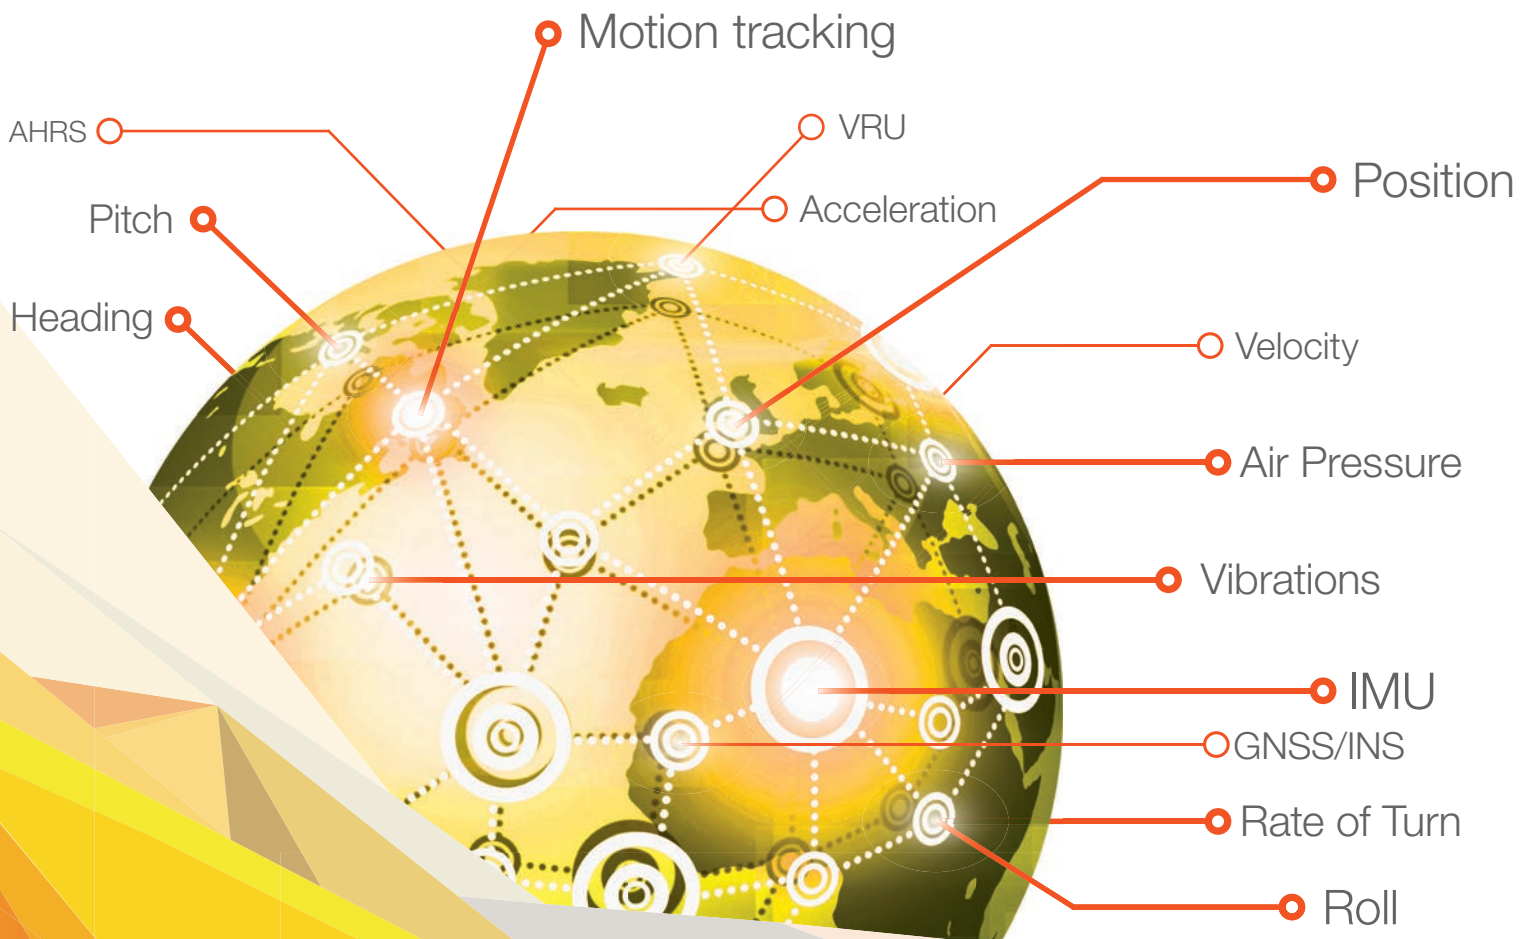 Motion tracking
AHRS
VRU
Position
Pitch
Acceleration
Heading
Velocity
Air Pressure
Vibrations
IMU
GNSS/INS
Rate of Turn
Roll